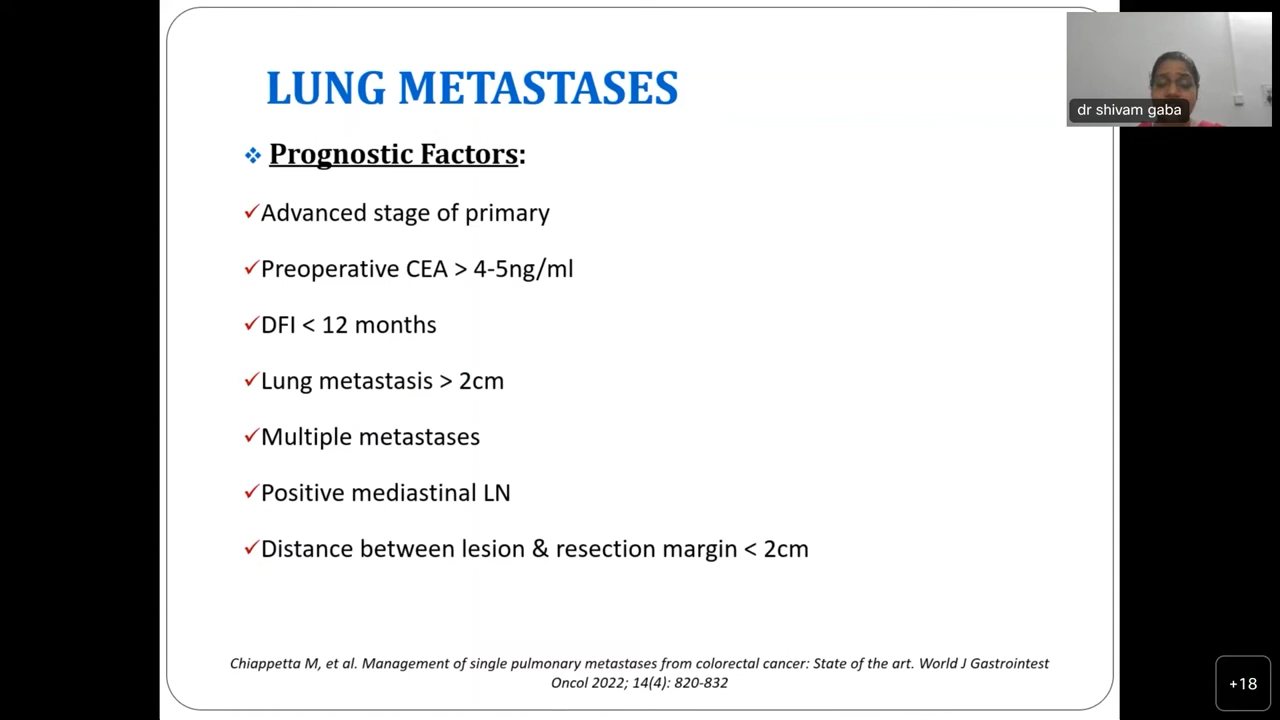 LUNG METASTASES
dr shivam gaba
❖ Prognostic Factors:
✓Advanced stage of primary
✓Preoperative CEA > 4-5ng/ml
✓DFI < 12 months
✓Lung metastasis > 2cm
✓Multiple metastases
✓Positive mediastinal LN
✓Distance between lesion & resection margin < 2cm
Chiappetta M, et al. Management of single pulmonary metastases from colorectal cancer: State of the art. World J Gastrointest
Oncol 2022; 14(4): 820-832
+18